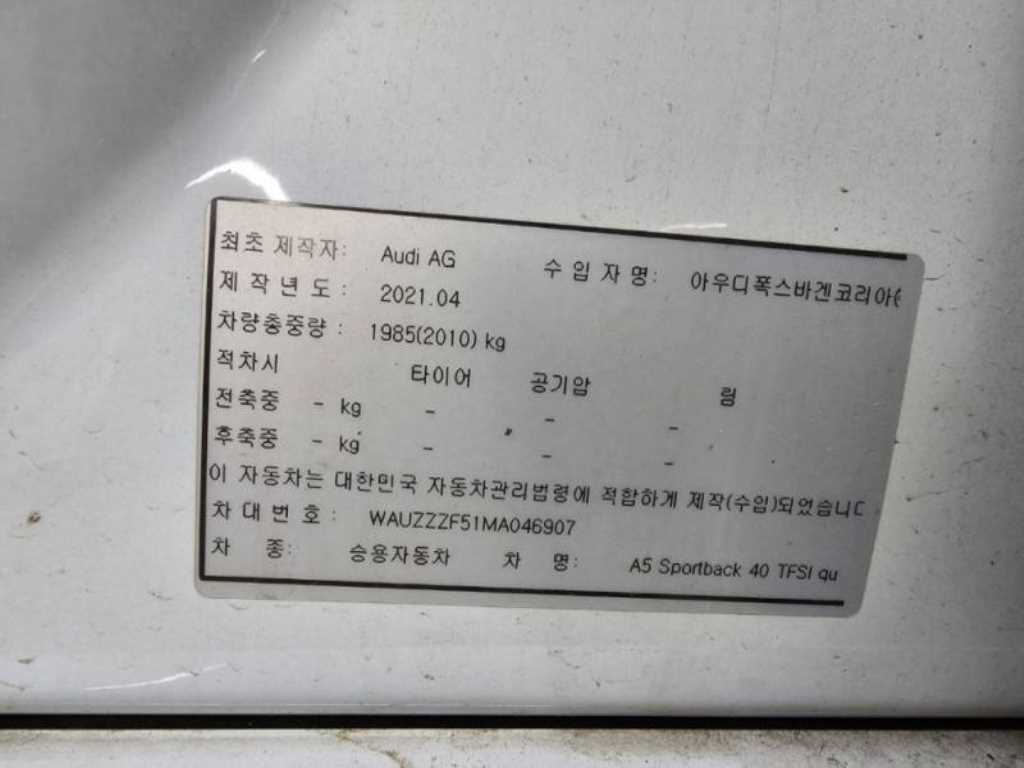 최초 제작자: Audi AG 수 입 자 명: 아우디폭스바겐코리아(
제 작 년 도 : 2021.04
차량총중량 : 1985(2010) kg
적차시 타이어 공기압 림
전축중 - kg - - -
후축중 - kg - - -
이 자동차는 대한민국 자동차관리법령에 적합하게 제작(수입)되었습니다
차 대 번 호 : WAUZZZF51MA046907
차 종: 승용자동차 차 명: A5 Sportback 40 TFSI qu